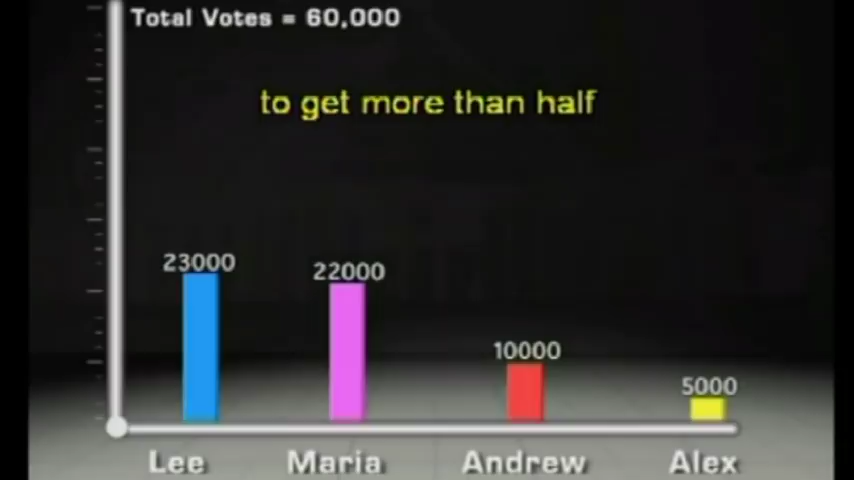 Total Votes = 60,000
to get more than half
23000
22000
10000
5000
Lee Maria Andrew Alex